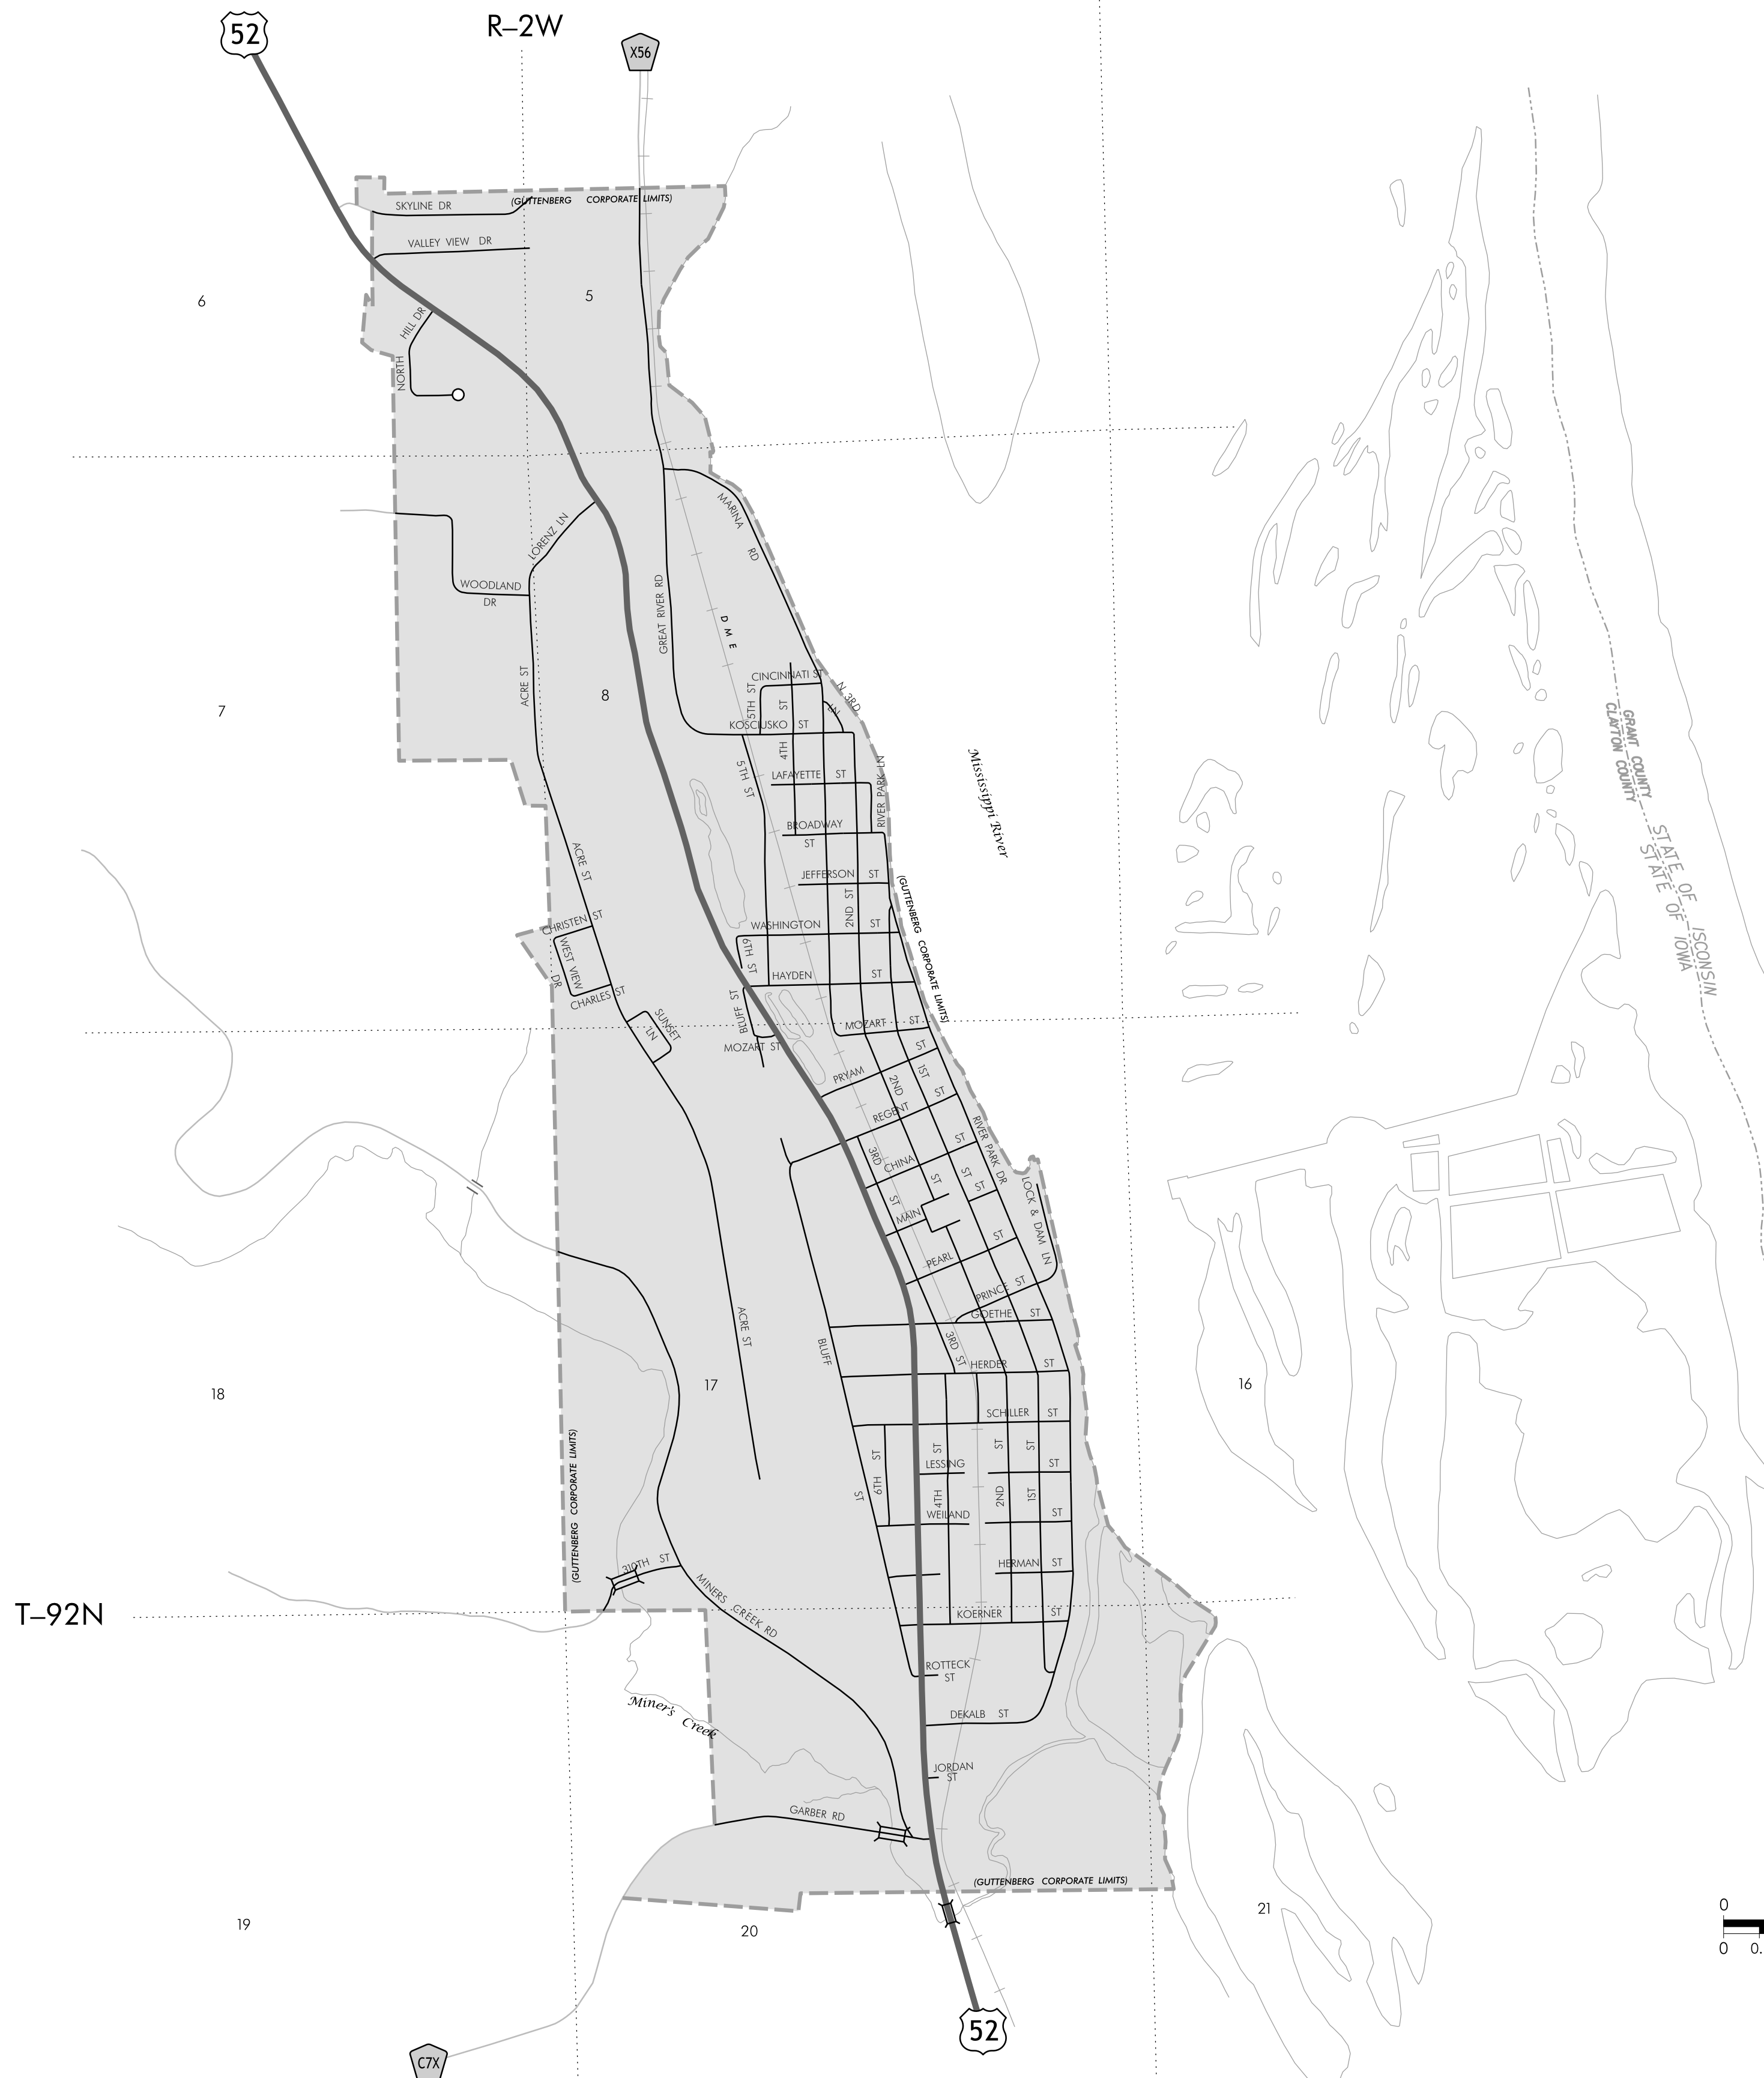 52
R–2W
X56
SKYLINE DR
(GUTTENBERG CORPORATE LIMITS)
VALLEY VIEW DR
6
5
NORTH HILL DR
MARINA RD
LORENZ LN
WOODLAND
DR
GREAT RIVER RD
D M E
ACRE ST
7
8
CINCINNATI ST
N 3RD
LN
5TH ST
4TH ST
KOSCIUSKO ST
5TH ST
LAFAYETTE ST
RIVER PARK LN
Mississippi River
GRANT COUNTY
CLAYTON COUNTY
BROADWAY
ST
STATE OF ISCONSIN
STATE OF IOWA
ACRE ST
JEFFERSON ST
2ND ST
(GUTTENBERG CORPORATE LIMITS)
CHRISTEN ST
WASHINGTON ST
WEST VIEW
DR
6TH ST
HAYDEN ST
CHARLES ST
BLUFF ST
SUNSET
LN
MOZART ST
MOZART ST
PRYAM ST
1ST
2ND
REGENT ST
RIVER PARK DR
3RD
CHINA ST
ST
ST
ST
ST
LOCK & DAM LN
MAIN
PEARL ST
PRINCE ST
GOETHE ST
ACRE ST
BLUFF
3RD ST
HERDER ST
18
17
16
SCHILLER ST
(GUTTENBERG CORPORATE LIMITS)
6TH ST
4TH ST
2ND ST
1ST ST
LESSING ST
ST
WEILAND ST
310TH ST
HERMAN ST
MINERS CREEK RD
T–92N
KOERNER ST
ROTTECK
ST
Miner's Creek
DEKALB ST
JORDAN
ST
GARBER RD
(GUTTENBERG CORPORATE LIMITS)
19
20
21
0
0 0.
52
C7X